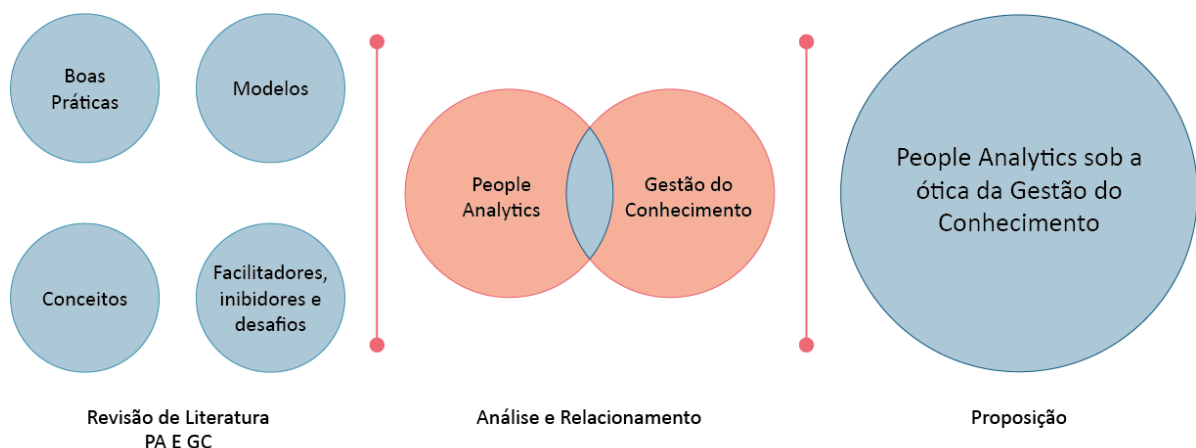 Boas
Práticas
Modelos
Conceitos
Facilitadores,
inibidores e
desafios
Revisão de Literatura
PA E GC
People
Analytics
Gestão do
Conhecimento
Análise e Relacionamento
People Analytics sob a
ótica da Gestão do
Conhecimento
Proposição